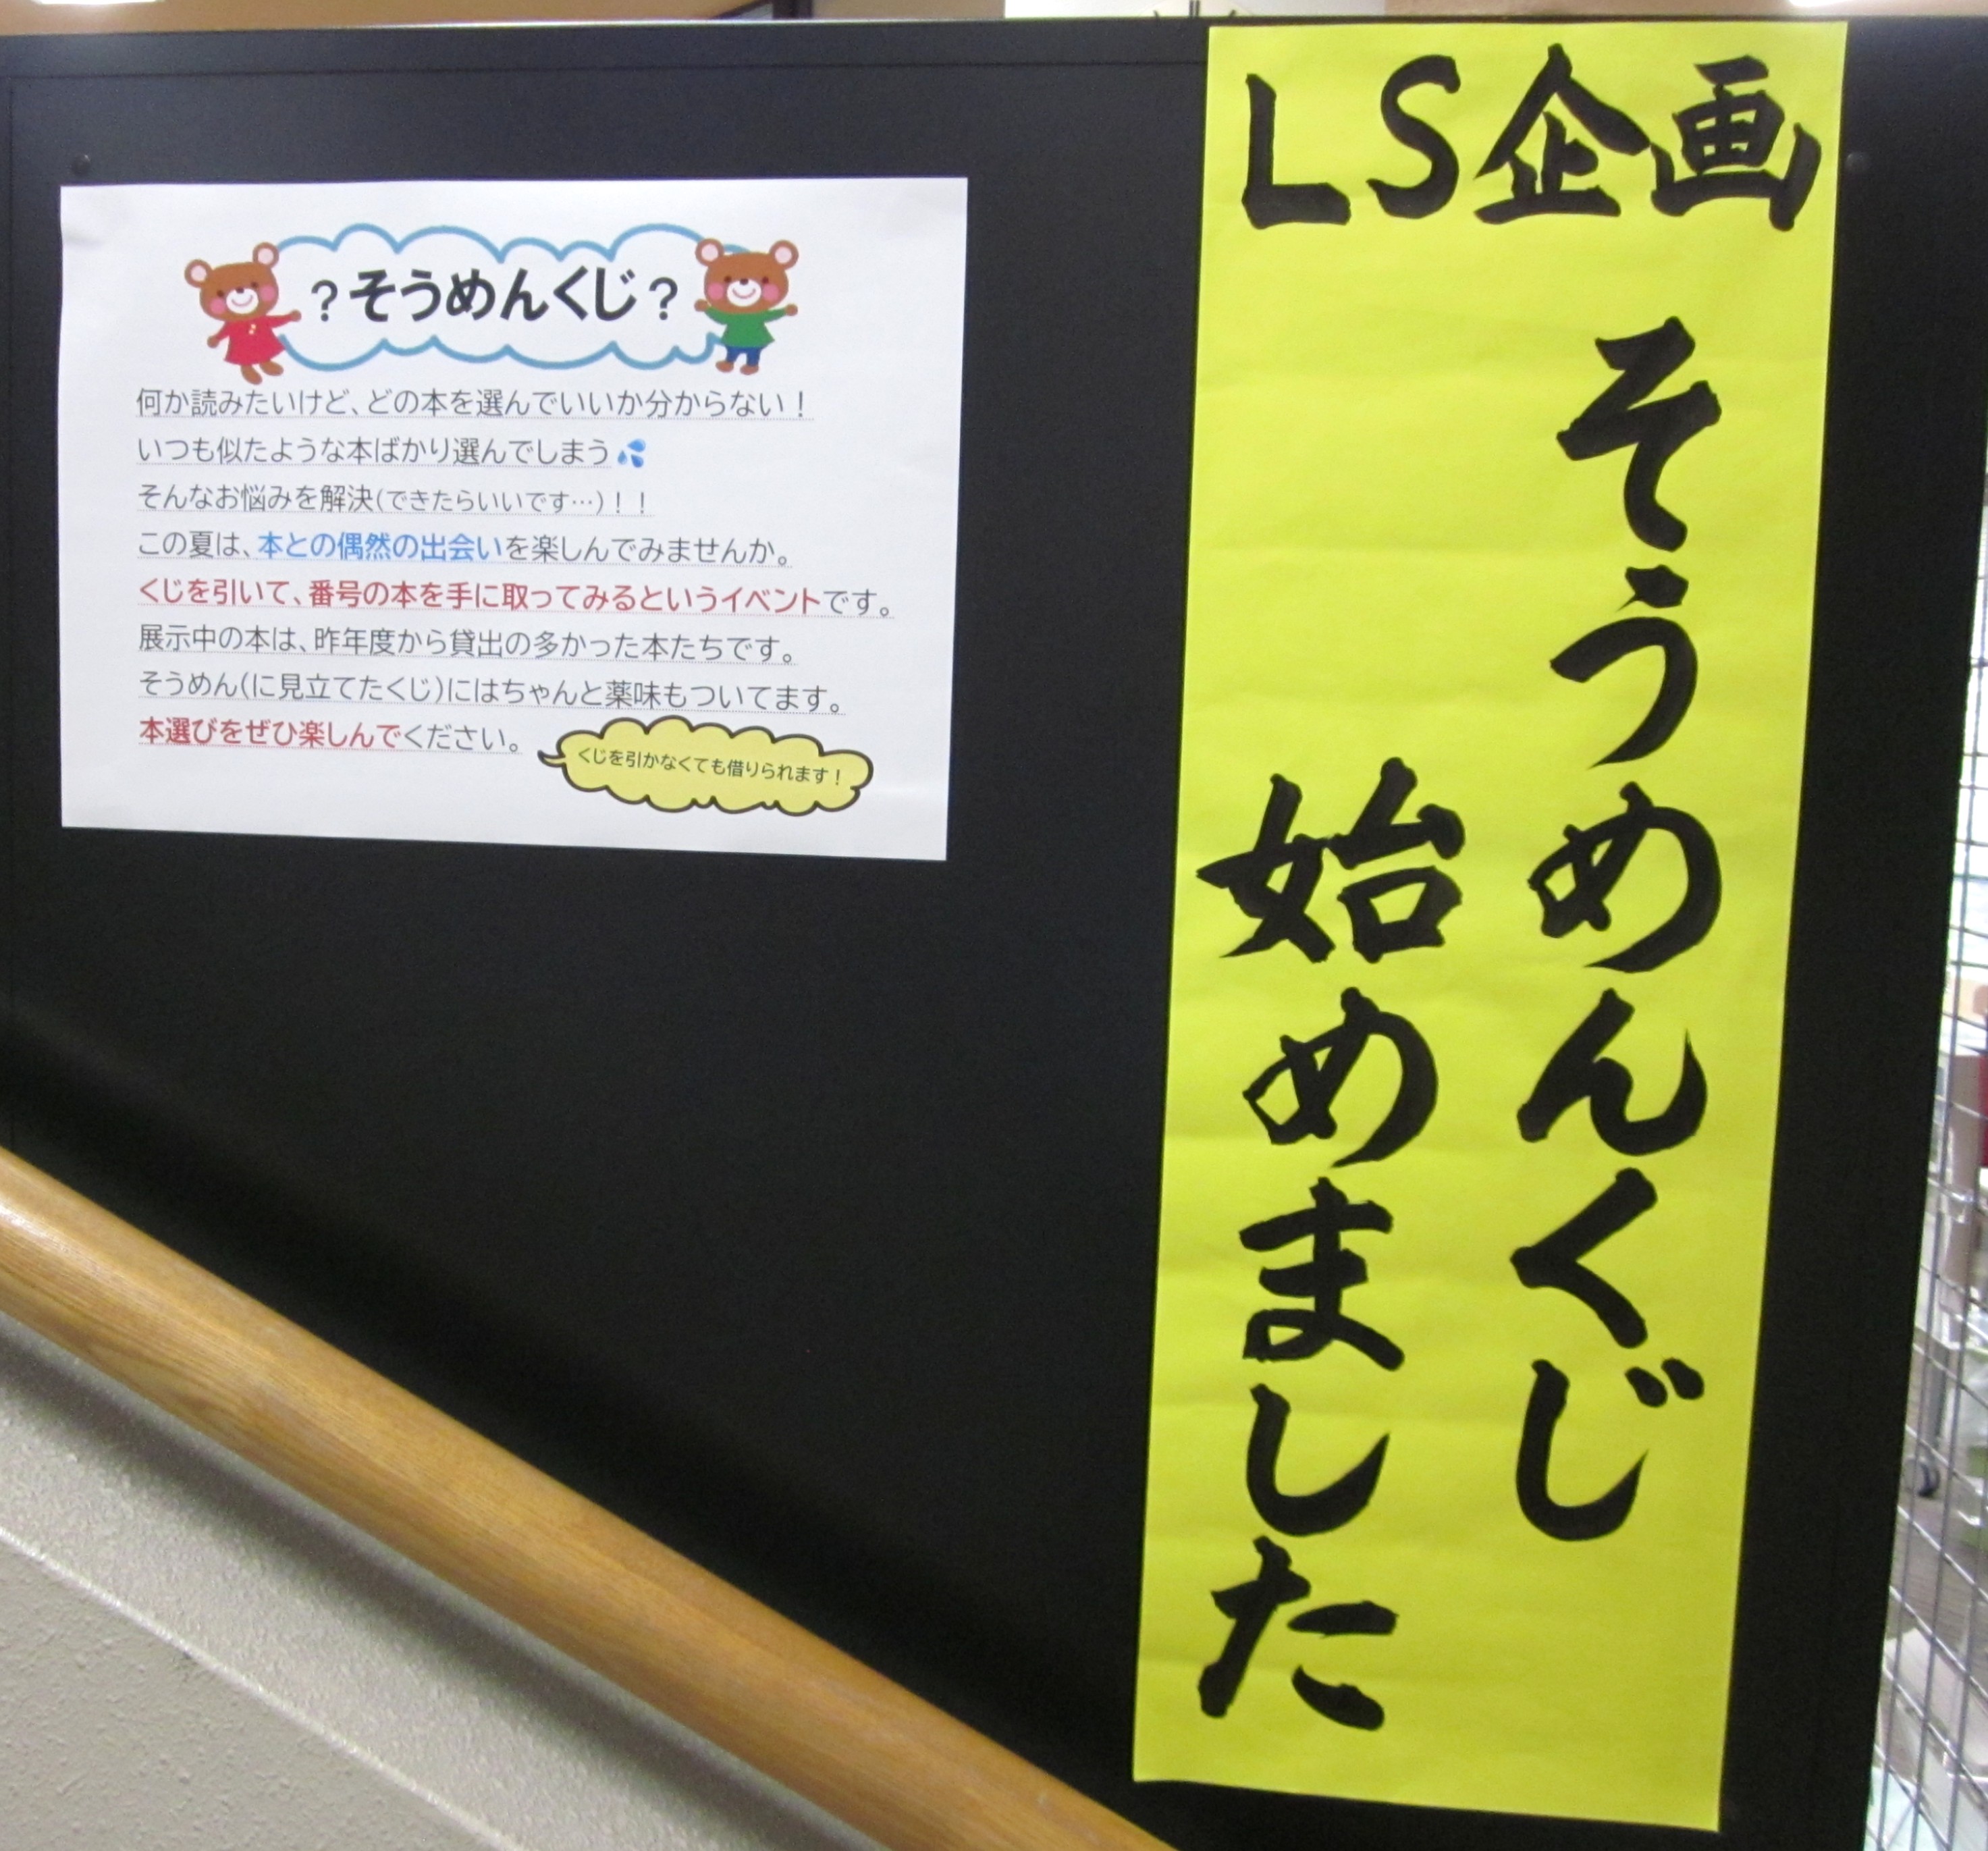 ？そうめんくじ？
何か読みたいけど、どの本を選んでいいか分からない！
いつも似たような本ばかり選んでしまう💦
そんなお悩みを解決(できたらいいです…)！！
この夏は、本との偶然の出会いを楽しんでみませんか。
くじを引いて、番号の本を手に取ってみるというイベントです。
展示中の本は、昨年度から貸出の多かった本たちです。
そうめん(に見立てたくじ)にはちゃんと薬味もついてます。
本選びをぜひ楽しんでください。
くじを引かなくても借りられます！
LS企画
そうめんくじ
始めました